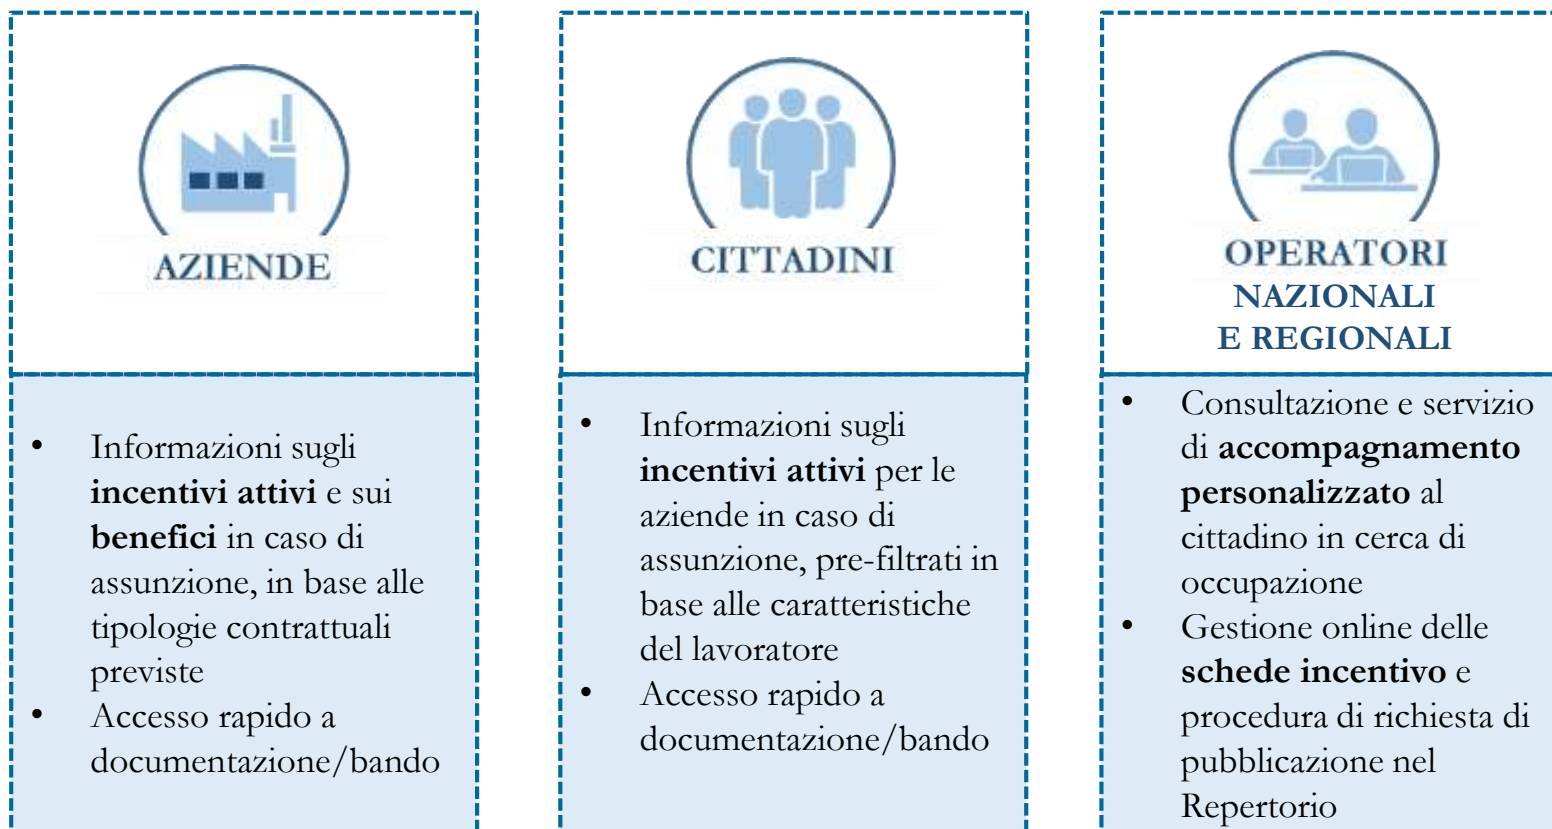 AZIENDE
• Informazioni sugli
incentivi attivi e sui
benefici in caso di
assunzione, in base alle
tipologie contrattuali
previste
• Accesso rapido a
documentazione/bando
CITTADINI
• Informazioni sugli
incentivi attivi per le
aziende in caso di
assunzione, pre-filtrati in
base alle caratteristiche
del lavoratore
• Accesso rapido a
documentazione/bando
OPERATORI
NAZIONALI
E REGIONALI
• Consultazione e servizio
di accompagnamento
personalizzato al
cittadino in cerca di
occupazione
• Gestione online delle
schede incentivo e
procedura di richiesta di
pubblicazione nel
Repertorio